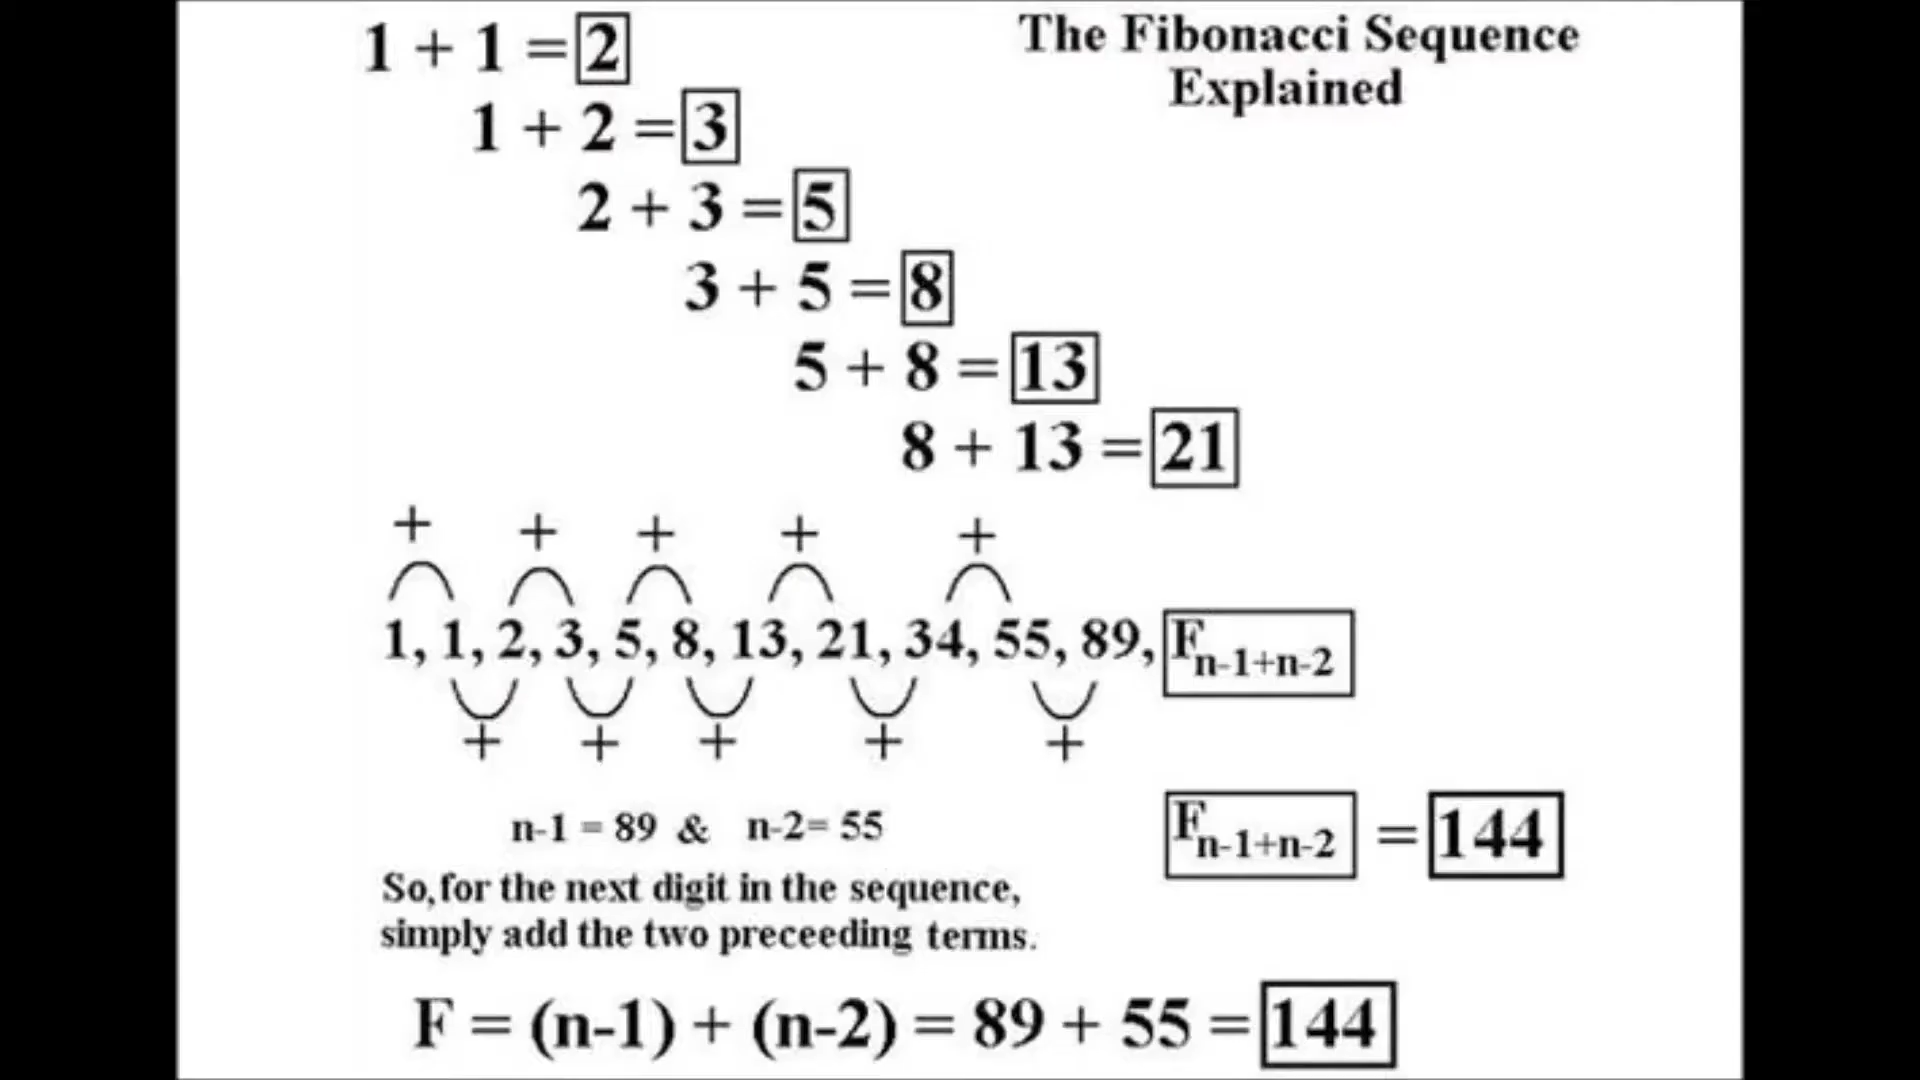 The Fibonacci Sequence
Explained
1 + 1 = 2
1 + 2 = 3
2 + 3 = 5
3 + 5 = 8
5 + 8 = 13
8 + 13 = 21
+ + + + +
1, 1, 2, 3, 5, 8, 13, 21, 34, 55, 89, Fn-1+n-2
+ + + + +
n-1 = 89 & n-2= 55
Fn-1+n-2 = 144
So, for the next digit in the sequence,
simply add the two preceeding terms.
F = (n-1) + (n-2) = 89 + 55 = 144